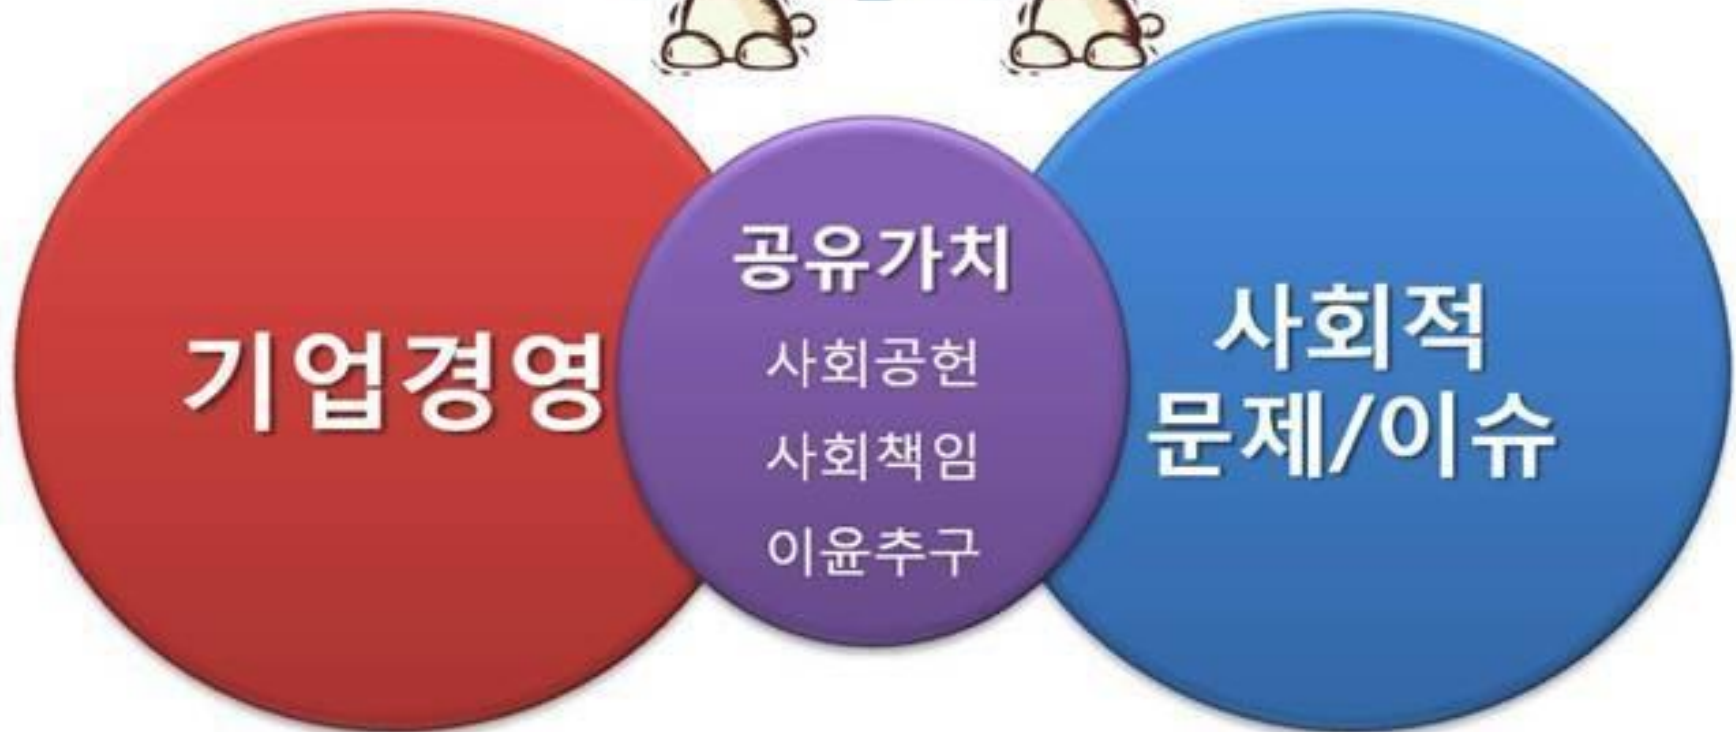 기업경영
공유가치
사회공헌
사회책임
이윤추구
사회적
문제/이슈